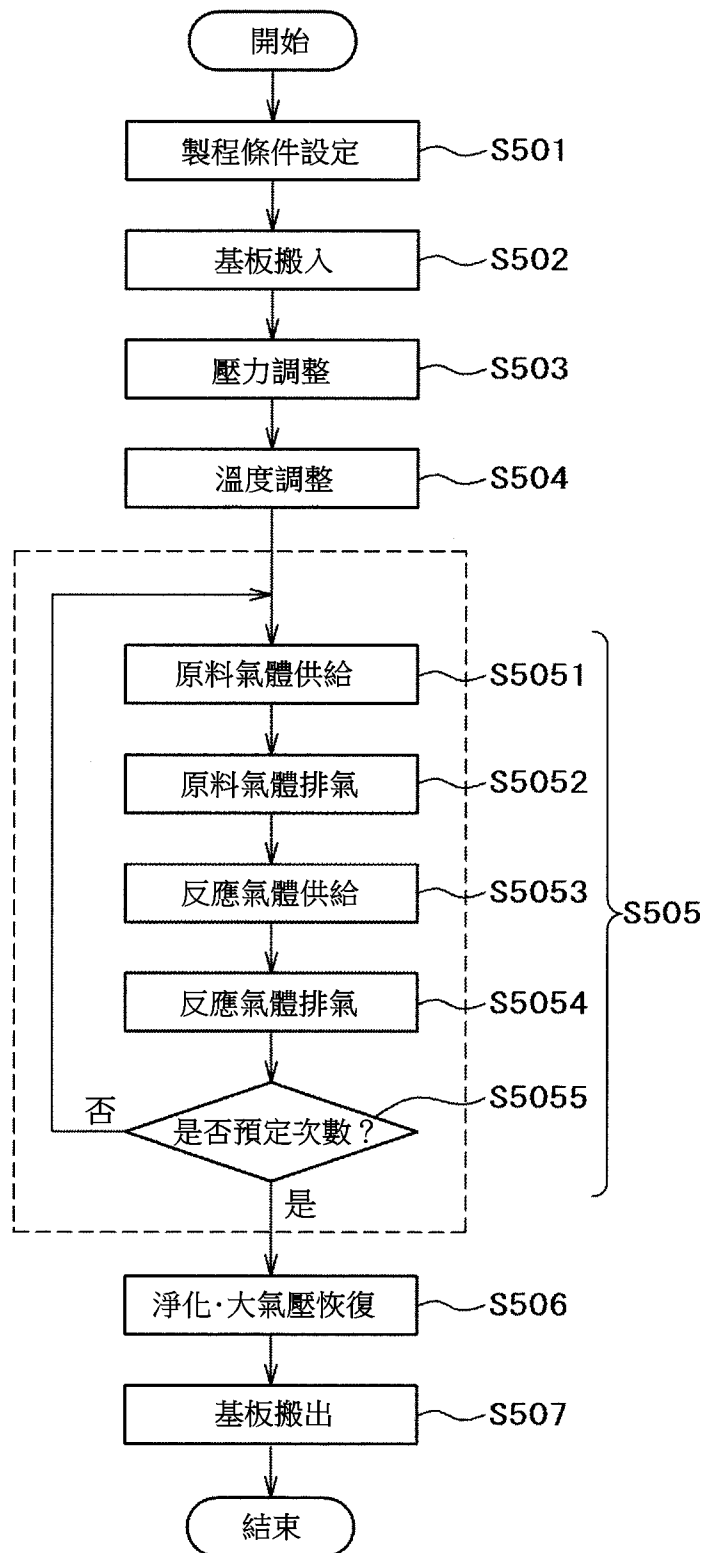 開始
製程條件設定 S501
基板搬入 S502
壓力調整 S503
溫度調整 S504
原料氣體供給 S5051
原料氣體排氣 S5052
反應氣體供給 S5053
S505
反應氣體排氣 S5054
S5055
否 是否預定次數？
是
淨化·大氣壓恢復 S506
基板搬出 S507
結束